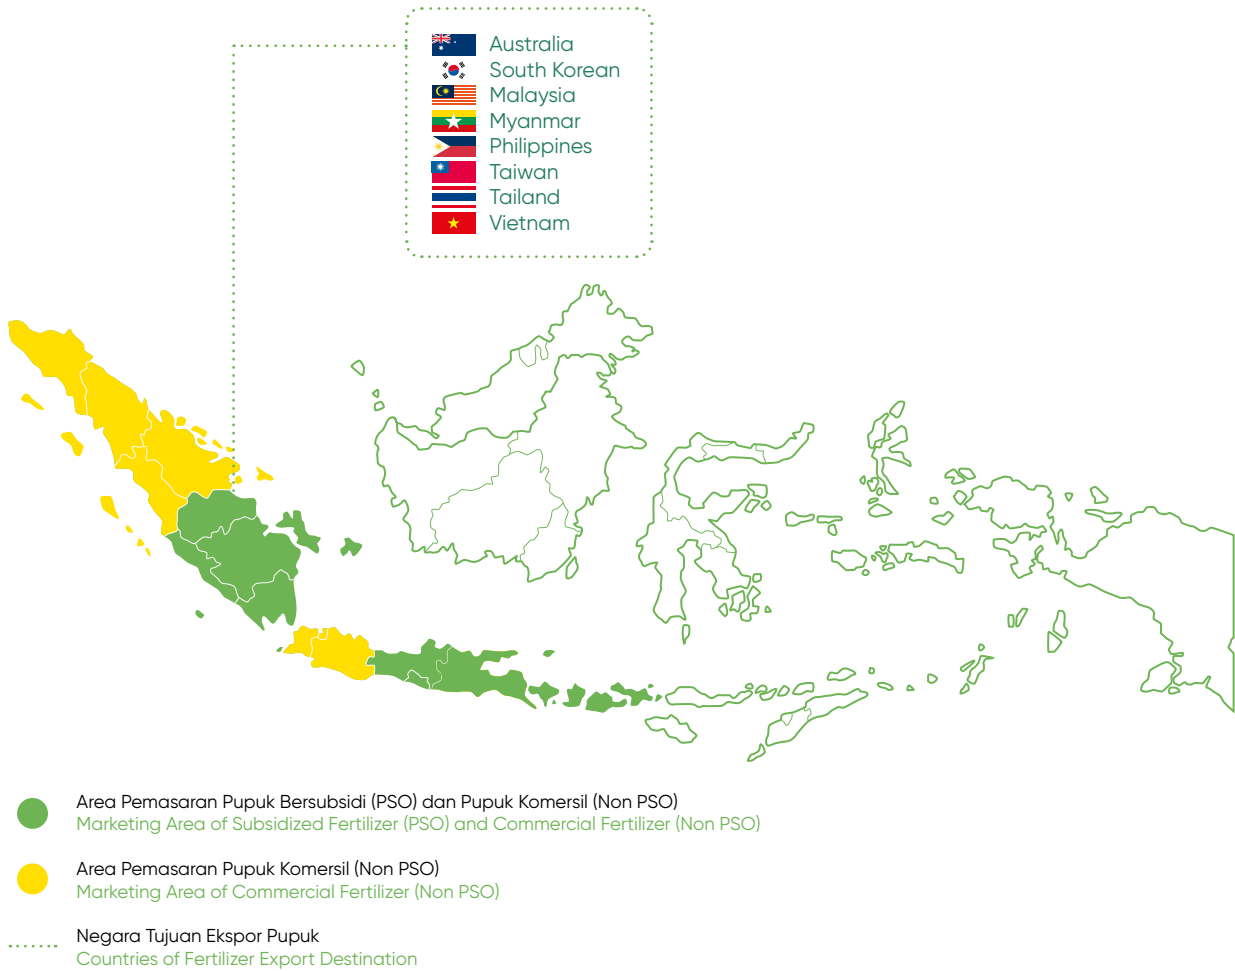 Australia
South Korean
Malaysia
Myanmar
Philippines
Taiwan
Tailand
Vietnam
Area Pemasaran Pupuk Bersubsidi (PSO) dan Pupuk Komersil (Non PSO)
Marketing Area of Subsidized Fertilizer (PSO) and Commercial Fertilizer (Non PSO)
Area Pemasaran Pupuk Komersil (Non PSO)
Marketing Area of Commercial Fertilizer (Non PSO)
Negara Tujuan Ekspor Pupuk
Countries of Fertilizer Export Destination